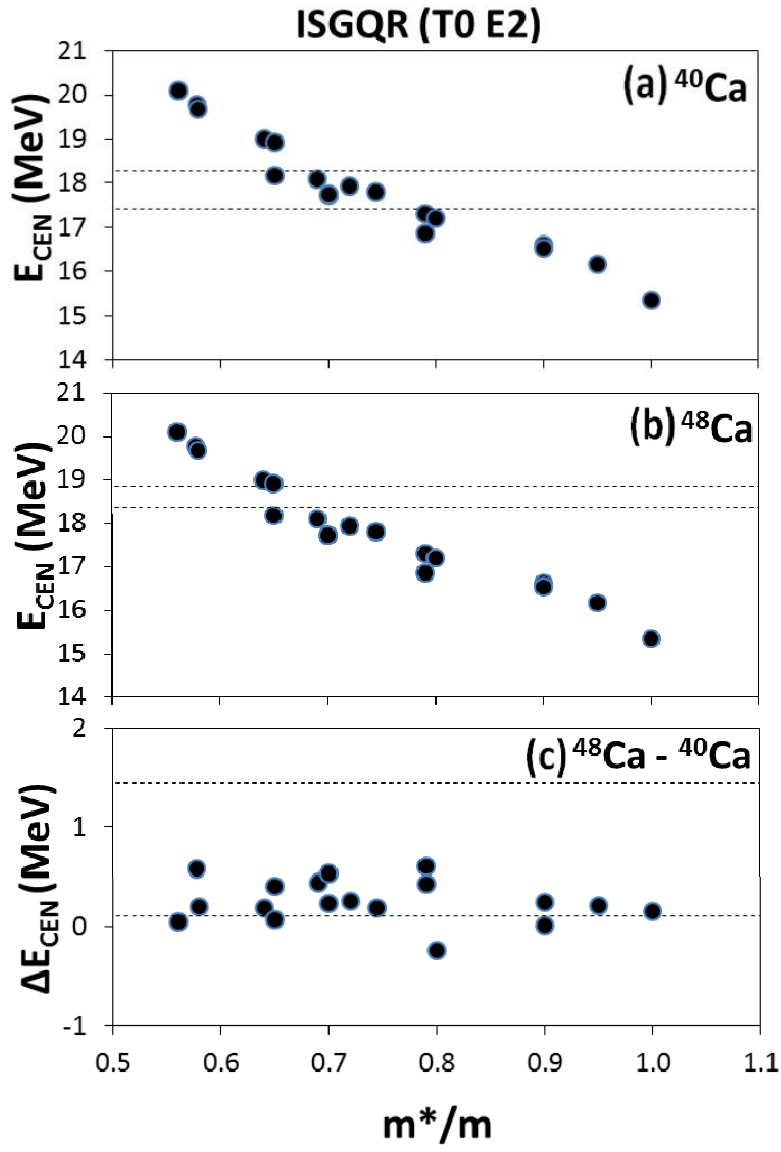 ISGQR (T0 E2)
21
20
19
18
17
16
15
14
E_CEN (MeV)
(a) ⁴⁰Ca
21
20
19
18
17
16
15
14
E_CEN (MeV)
(b) ⁴⁸Ca
2
1
0
-1
ΔE_CEN (MeV)
(c) ⁴⁸Ca - ⁴⁰Ca
0.5 0.6 0.7 0.8 0.9 1.0 1.1
m*/m